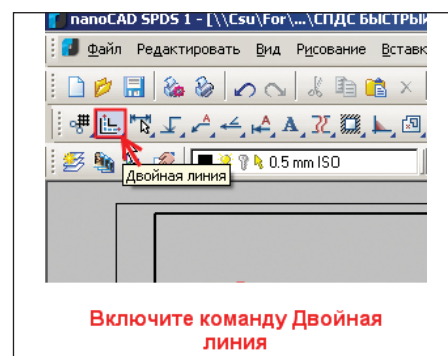 nanoCAD SPDS 1 - [\\Csu\For\...\СПДС БЫСТРЫЙ
Файл Редактировать Вид Рисование Вставк
0.5 mm ISO
Двойная линия
Включите команду Двойная
линия